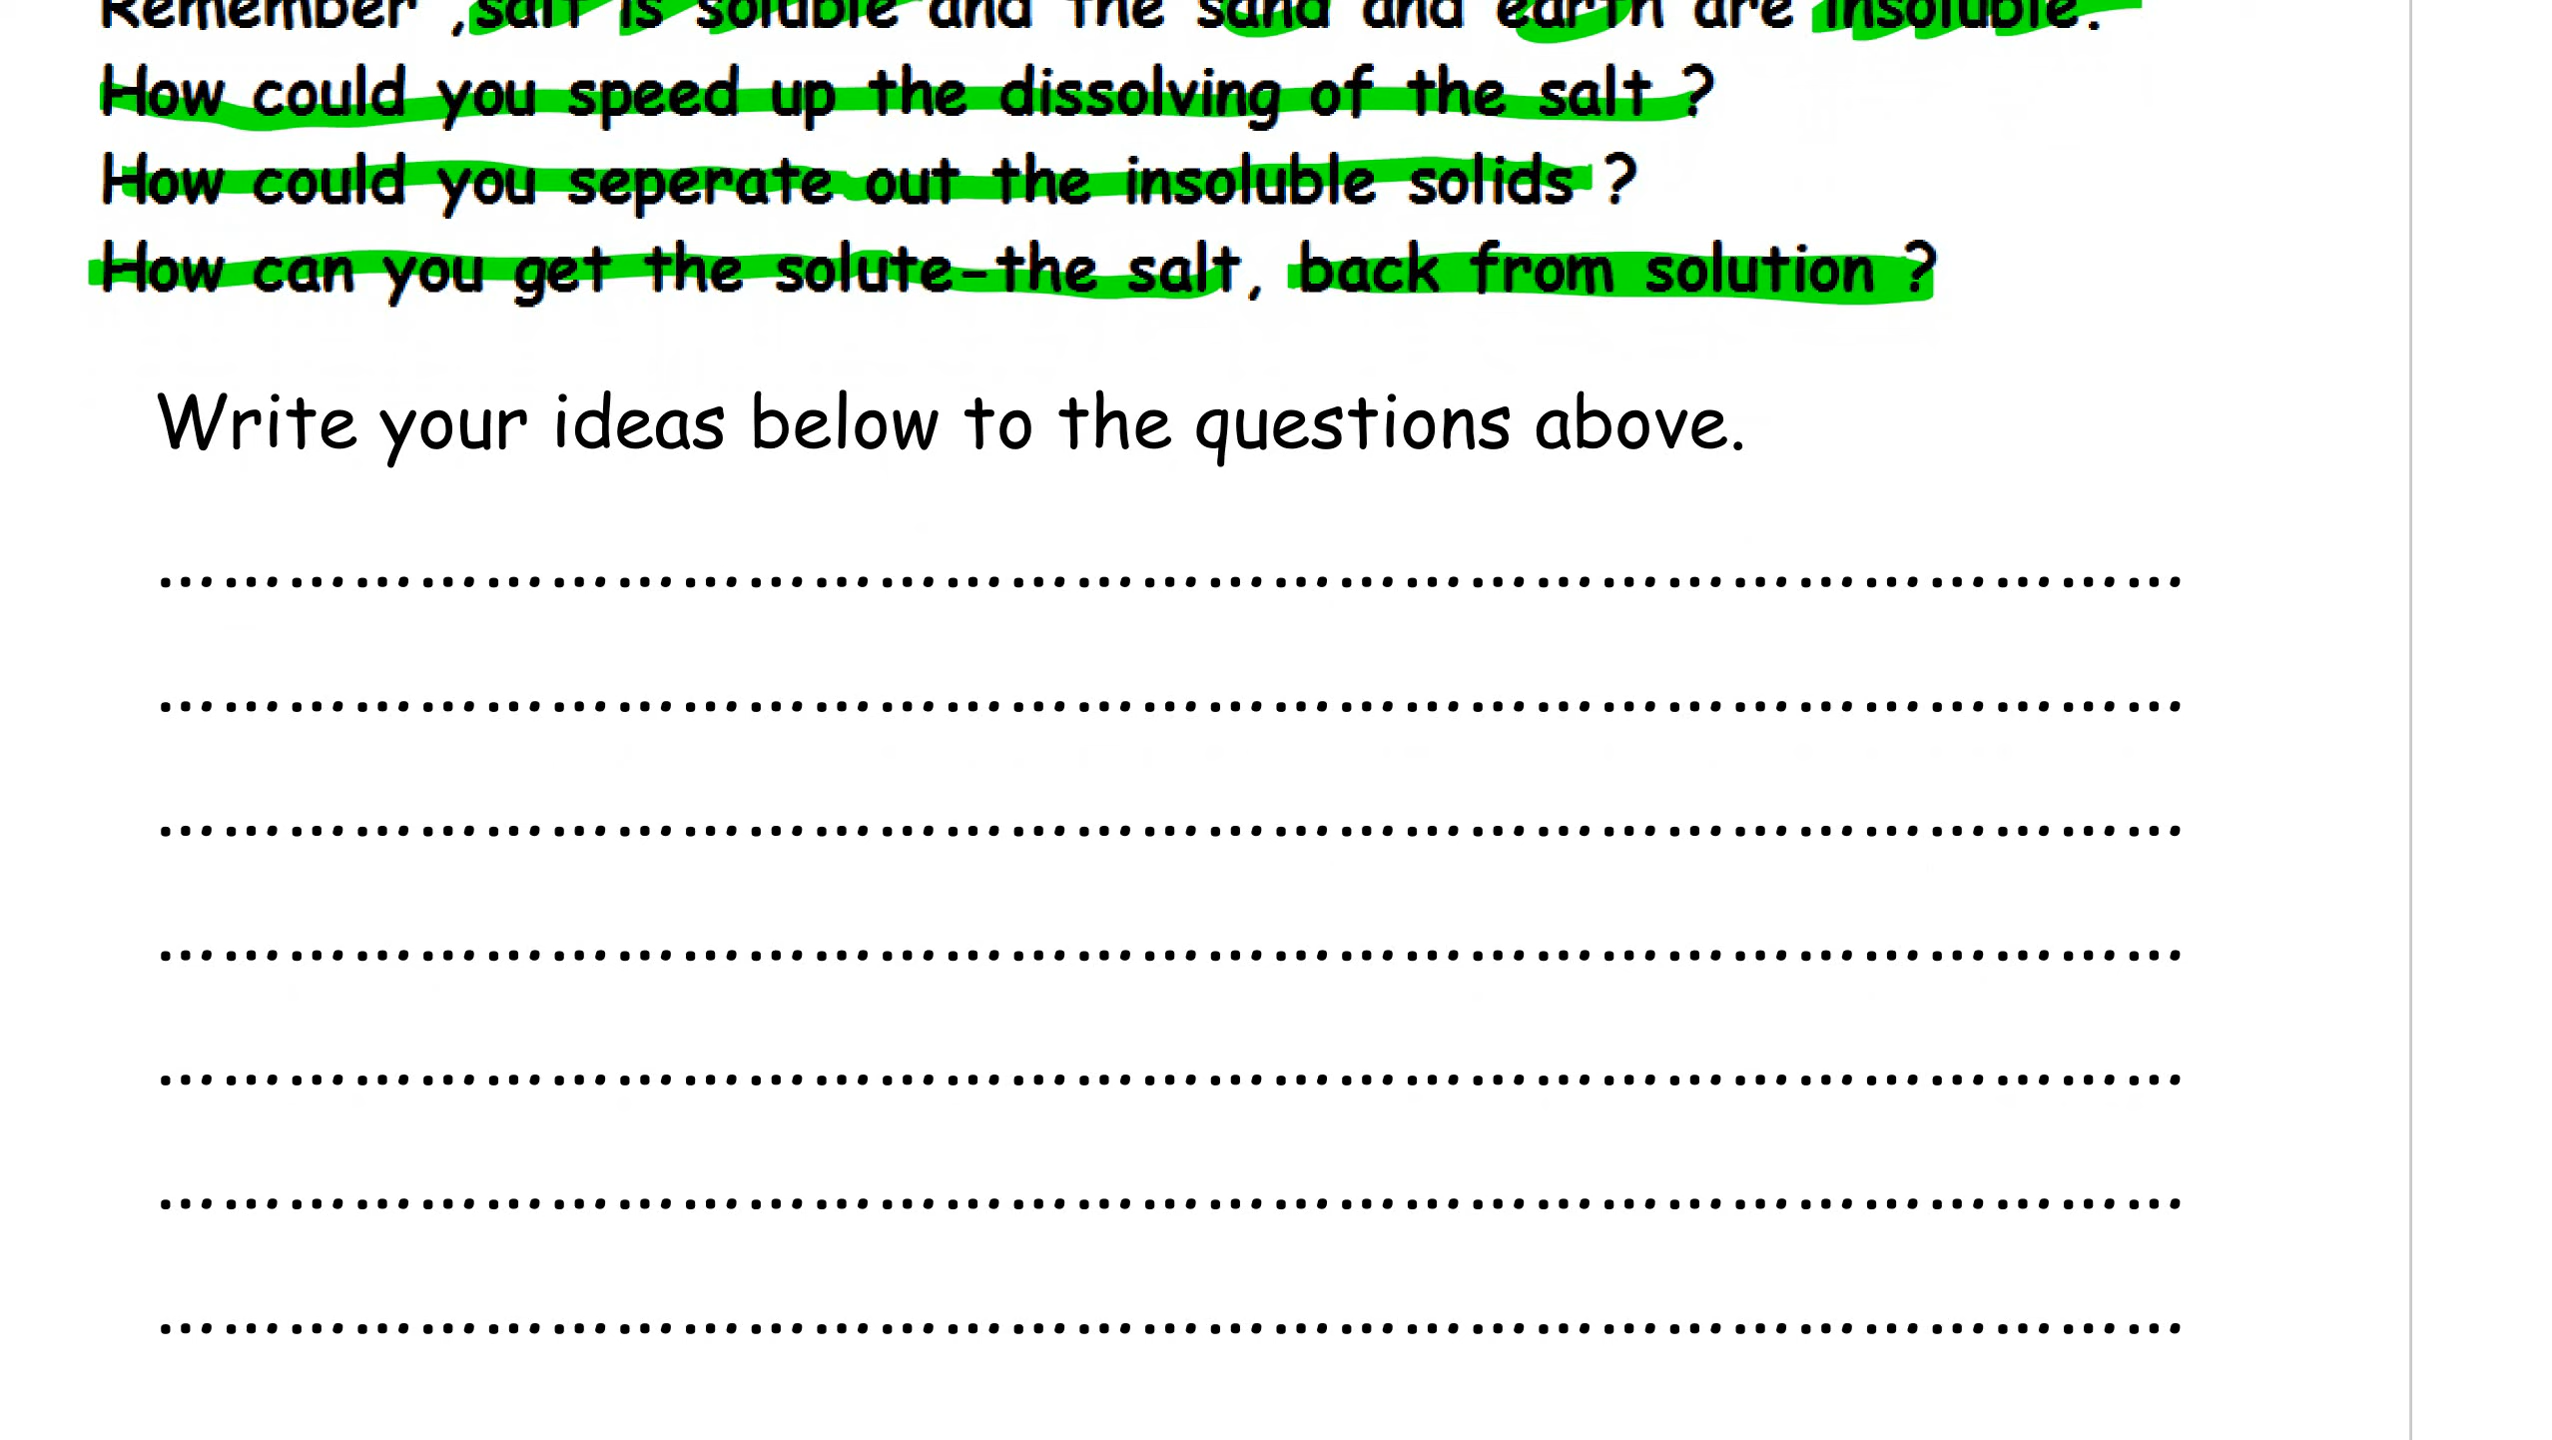 Remember ,salt is soluble and the sand and earth are insoluble.
How could you speed up the dissolving of the salt ?
How could you seperate out the insoluble solids ?
How can you get the solute-the salt, back from solution ?
Write your ideas below to the questions above.